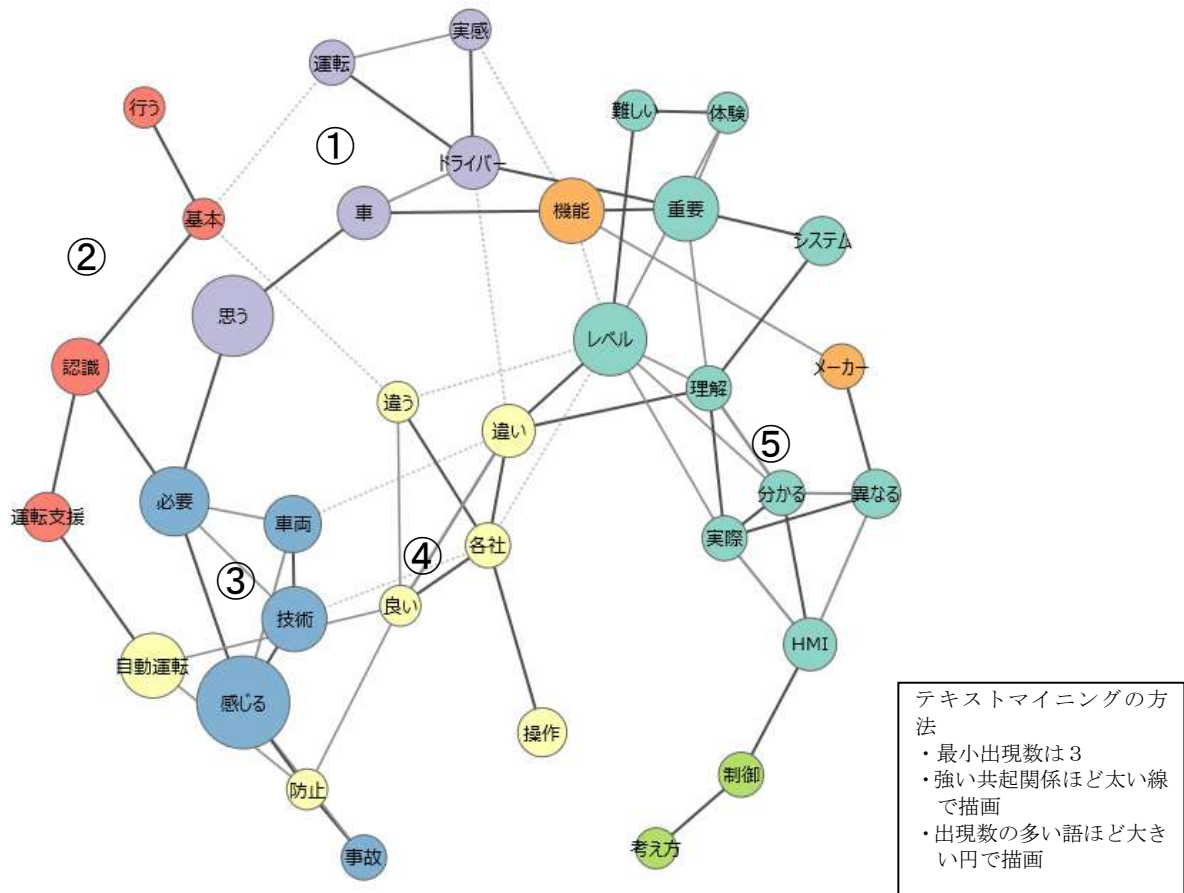 実感
運転
行う
難しい
体験
①
ドライバー
基本
車
機能
重要
システム
②
思う
レベル
認識
メーカー
理解
違う
違い
⑤
必要
分かる
異なる
運転支援
車両
実際
各社
④
③
良い
技術
HMI
自動運転
感じる
操作
制御
防止
考え方
事故
テキストマイニングの方
法
・最小出現数は3
・強い共起関係ほど太い線
で描画
・出現数の多い語ほど大き
い円で描画